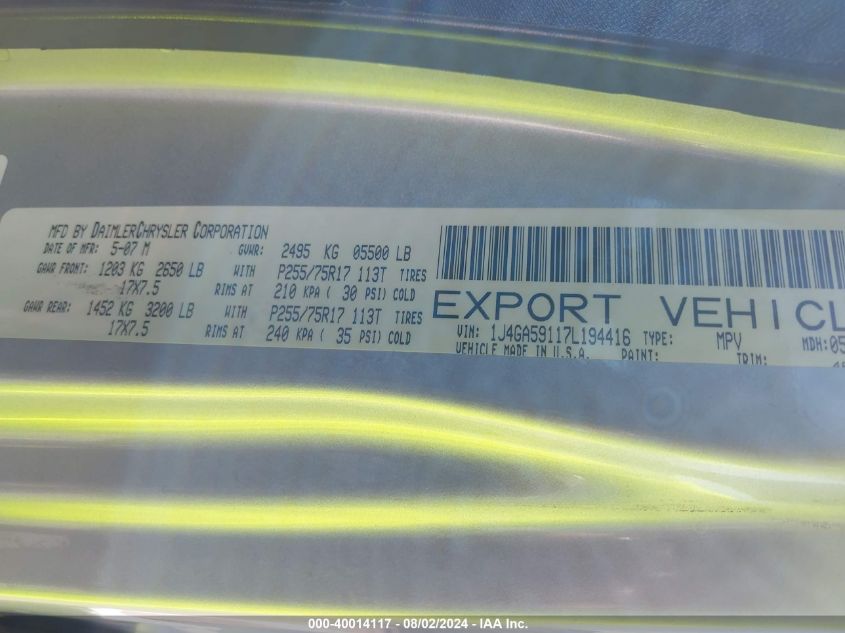 MFD BY DAIMLERCHRYSLER CORPORATION
DATE OF MFR: 5-07 M GVWR: 2495 KG 05500 LB
GAWR FRONT: 1203 KG 2650 LB WITH P255/75R17 113T TIRES
17X7.5 RIMS AT 210 KPA ( 30 PSI) COLD
GAWR REAR: 1452 KG 3200 LB WITH P255/75R17 113T TIRES
17X7.5 RIMS AT 240 KPA ( 35 PSI) COLD
EXPORT VEHICL
VIN: 1J4GA59117L194416 TYPE: MPV MDH:05
VEHICLE MADE IN U.S.A. PAINT: TRIM:
000-40014117 - 08/02/2024 - IAA Inc.